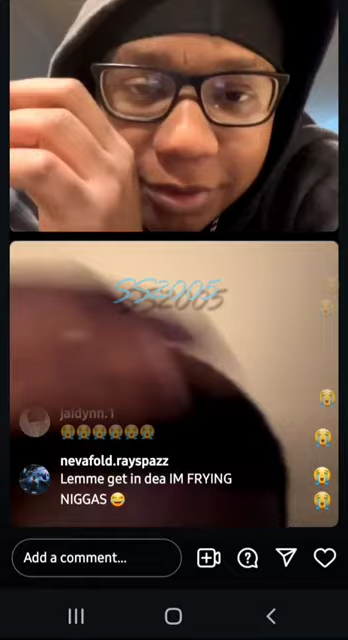 SS2005
jaidynn.1
😭😭😭😭😭😭
nevafold.rayspazz
Lemme get in dea IM FRYING
NIGGAS 😅
Add a comment...